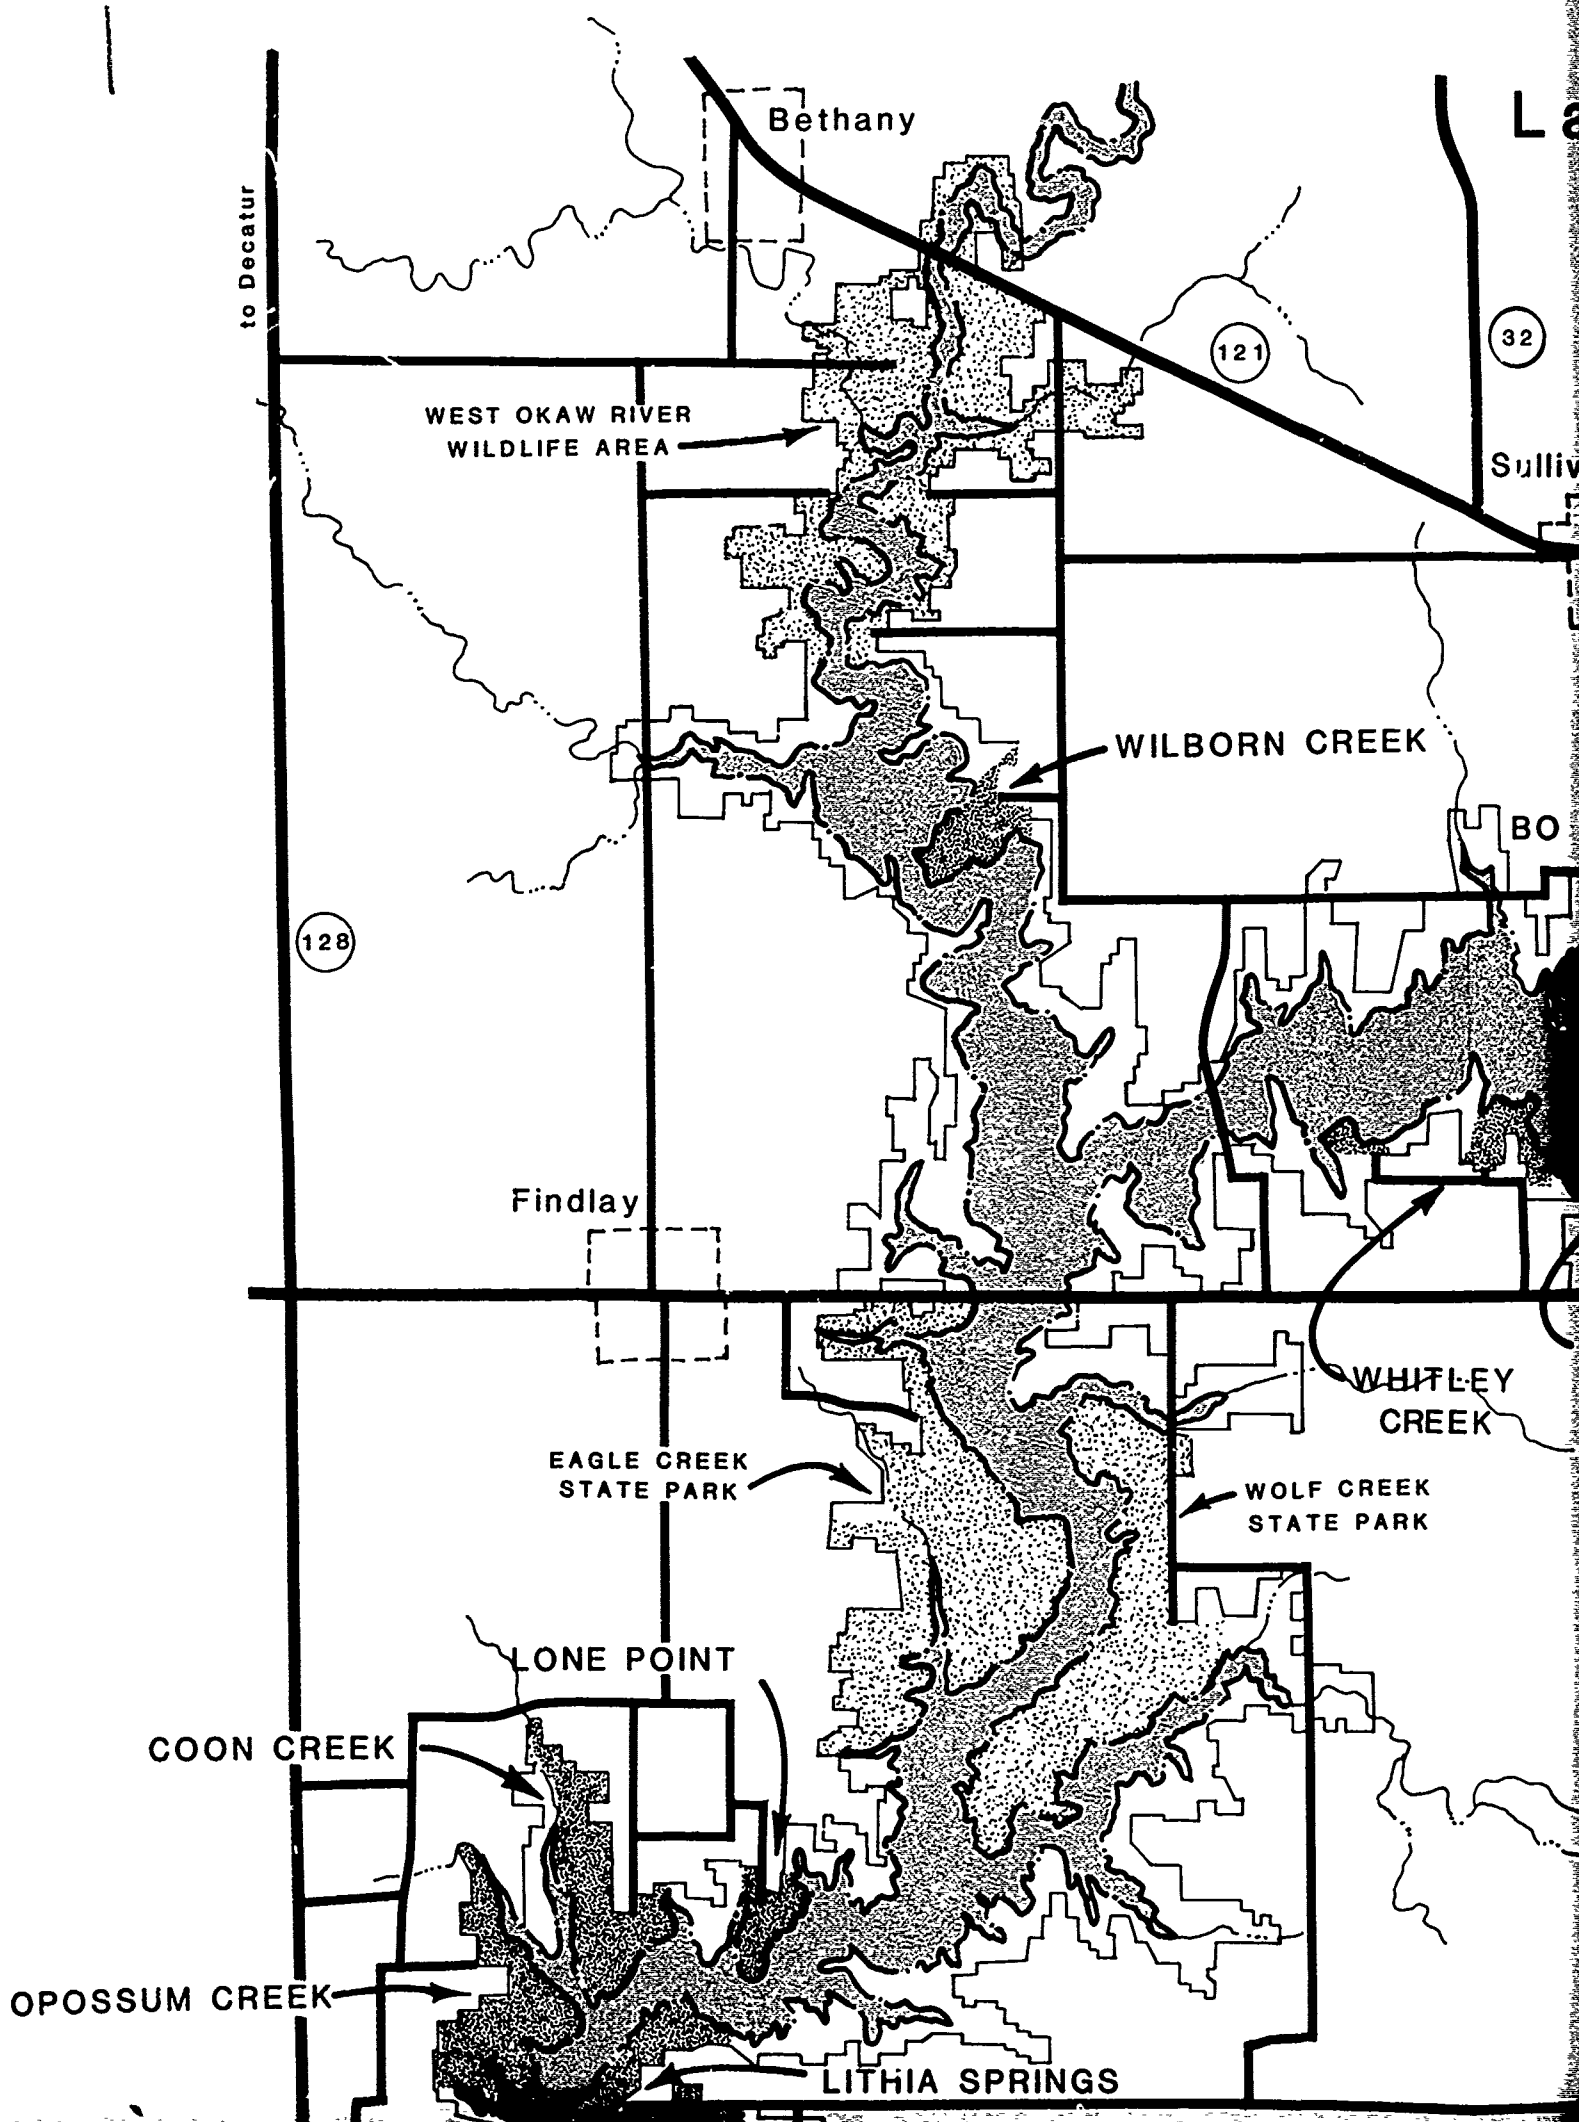 La
Bethany
to Decatur
121
32
WEST OKAW RIVER
WILDLIFE AREA
Sulliv
WILBORN CREEK
BO
128
Findlay
WHITLEY
CREEK
EAGLE CREEK
STATE PARK
WOLF CREEK
STATE PARK
LONE POINT
COON CREEK
OPOSSUM CREEK
LITHIA SPRINGS